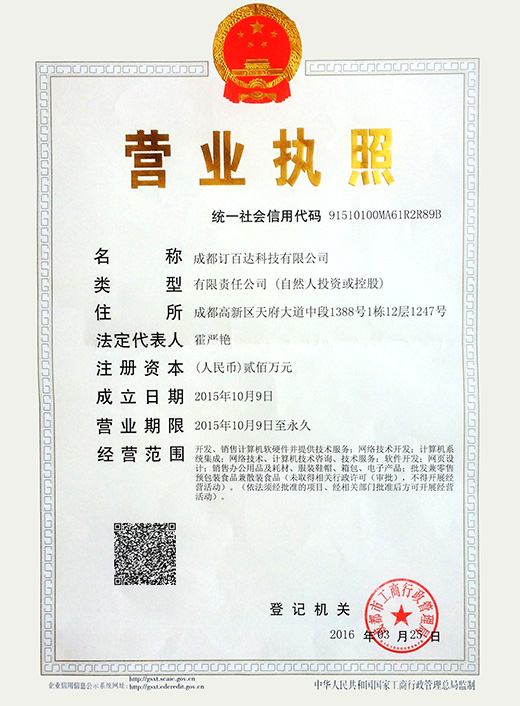 营业执照
统一社会信用代码 91510100MA61R2R89B
名称 成都订百达科技有限公司
类型 有限责任公司 (自然人投资或控股)
住所 成都高新区天府大道中段1388号1栋12层1247号
法定代表人 霍严艳
注册资本 (人民币)贰佰万元
成立日期 2015年10月9日
营业期限 2015年10月9日至永久
经营范围 开发、销售计算机软硬件并提供技术服务；网络技术开发；计算机系
统集成；网络技术、计算机技术咨询、技术服务；软件开发；网页设
计；销售办公用品及耗材、服装鞋帽、箱包、电子产品；批发兼零售
预包装食品兼散装食品（未取得相关行政许可（审批），不得开展经
营活动）。（依法须经批准的项目、经相关部门批准后方可开展经营
活动）。
登记机关
成都市工商行政管理局
2016 年 03 月 25 日
http://gsxt.scaic.gov.cn
企业信用信息公示系统网址：http://gsxt.cdcredit.gov.cn
中华人民共和国国家工商行政管理总局监制